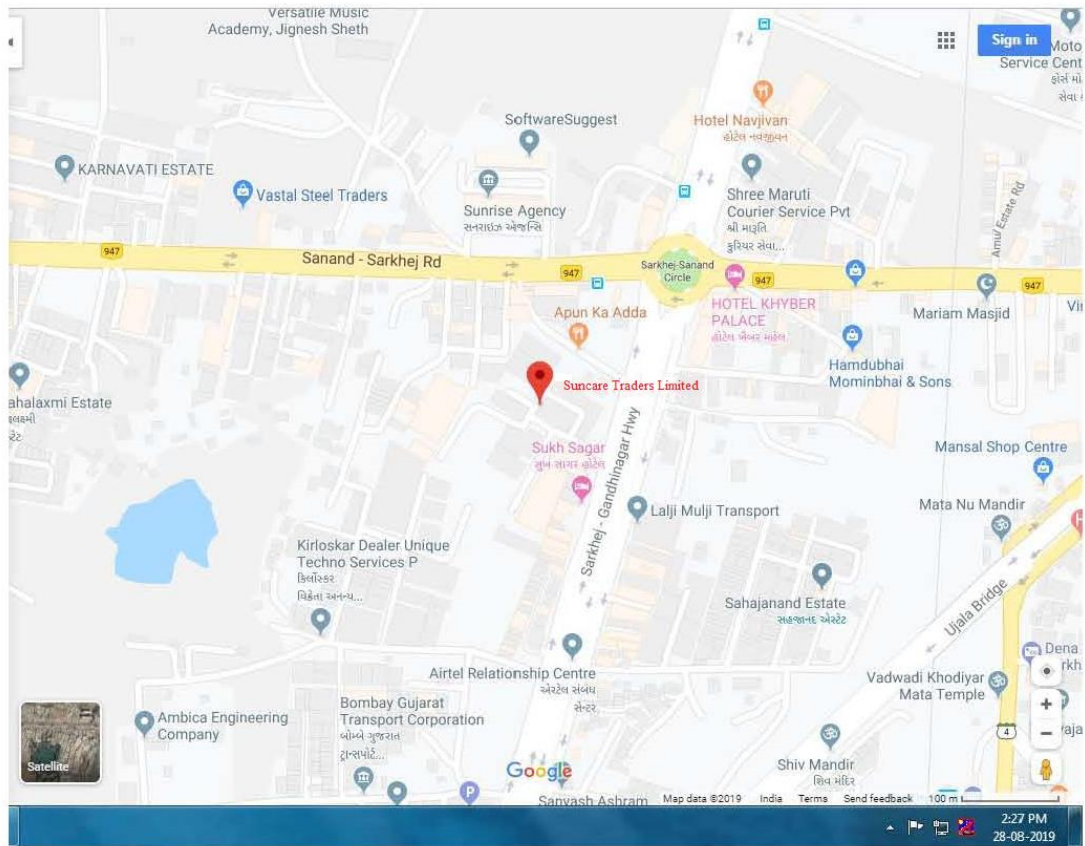 Versatile Music
Academy, Jignesh Sheth
Sign in
Moto
Service Cent
ફોર્સ મો
સેવા
Hotel Navjivan
હોટેલ નવજીવન
SoftwareSuggest
KARNAVATI ESTATE
Vastal Steel Traders
Sunrise Agency
સનરાઇઝ એજન્સિ
Shree Maruti
Courier Service Pvt
શ્રી મારૂતિ
કુરિયર સેવા...
Amul Estate Rd
947
Sanand - Sarkhej Rd
947
Sarkhej-Sanand
Circle
947
947
Apun Ka Adda
HOTEL KHYBER
PALACE
હોટેલ ખૈબર મહેલ
Mariam Masjid
Vir
Hamdubhai
Mominbhai & Sons
Suncare Traders Limited
ahalaxmi Estate
Sukh Sagar
સુખ સાગર હોટેલ
Sarkhej - Gandhinagar Hwy
Mansal Shop Centre
Lalji Mulji Transport
Mata Nu Mandir
H
Kirloskar Dealer Unique
Techno Services P
કિર્લોસ્કર
વિક્રેતા અનન્ય...
Sahajanand Estate
સહજાનંદ એસ્ટેટ
Ujala Bridge
Airtel Relationship Centre
એરટેલ સંબંધ
સેન્ટર
Dena
rkh
Vadwadi Khodiyar
Mata Temple
Ambica Engineering
Company
Bombay Gujarat
Transport Corporation
બોમ્બે ગુજરાત
ટ્રાન્સપોર્ટ...
4
+
−
Satellite
Google
Shiv Mandir
શિવ મંદિર
P
Sanyash Ashram
Map data ©2019 India Terms Send feedback 100 m
2:27 PM
28-08-2019